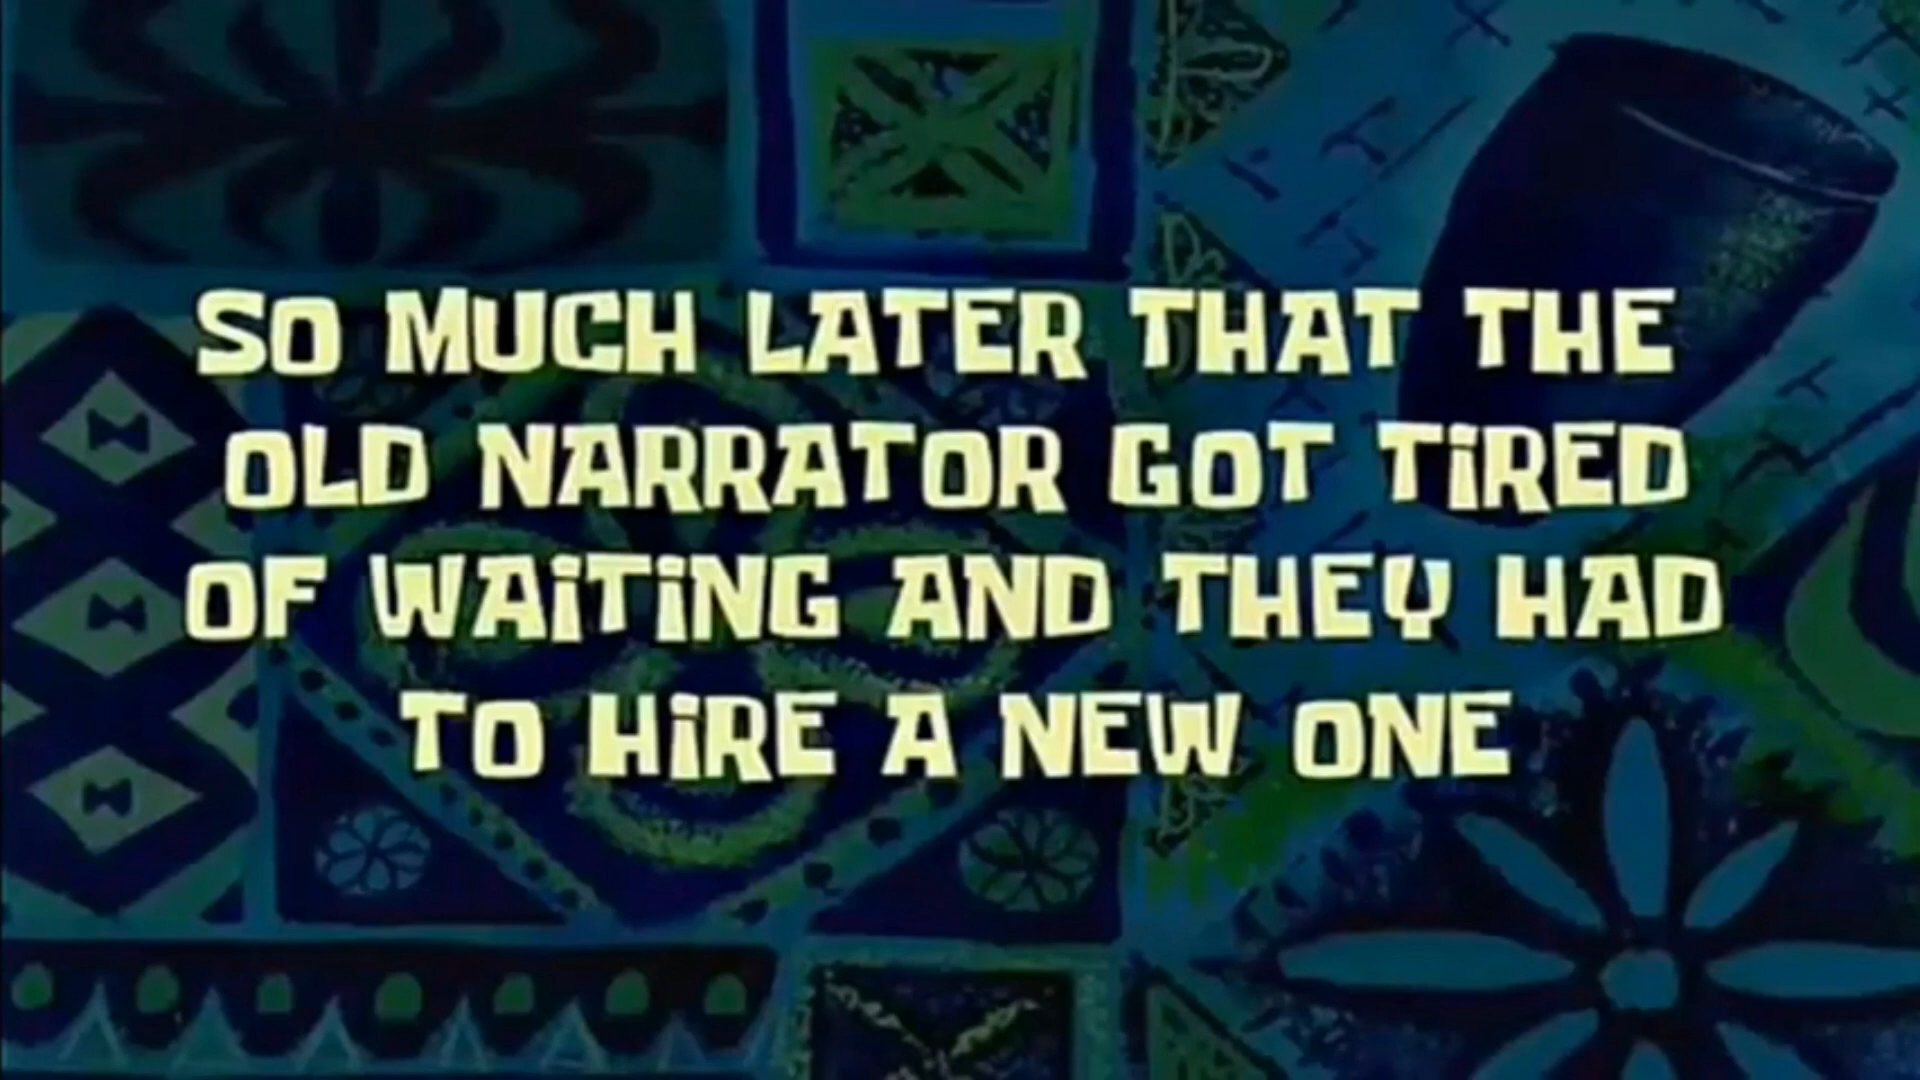 SO MUCH LATER THAT THE
OLD NARRATOR GOT TiRED
OF WAiTiNG AND THEY HAD
TO HiRE A NEW ONE